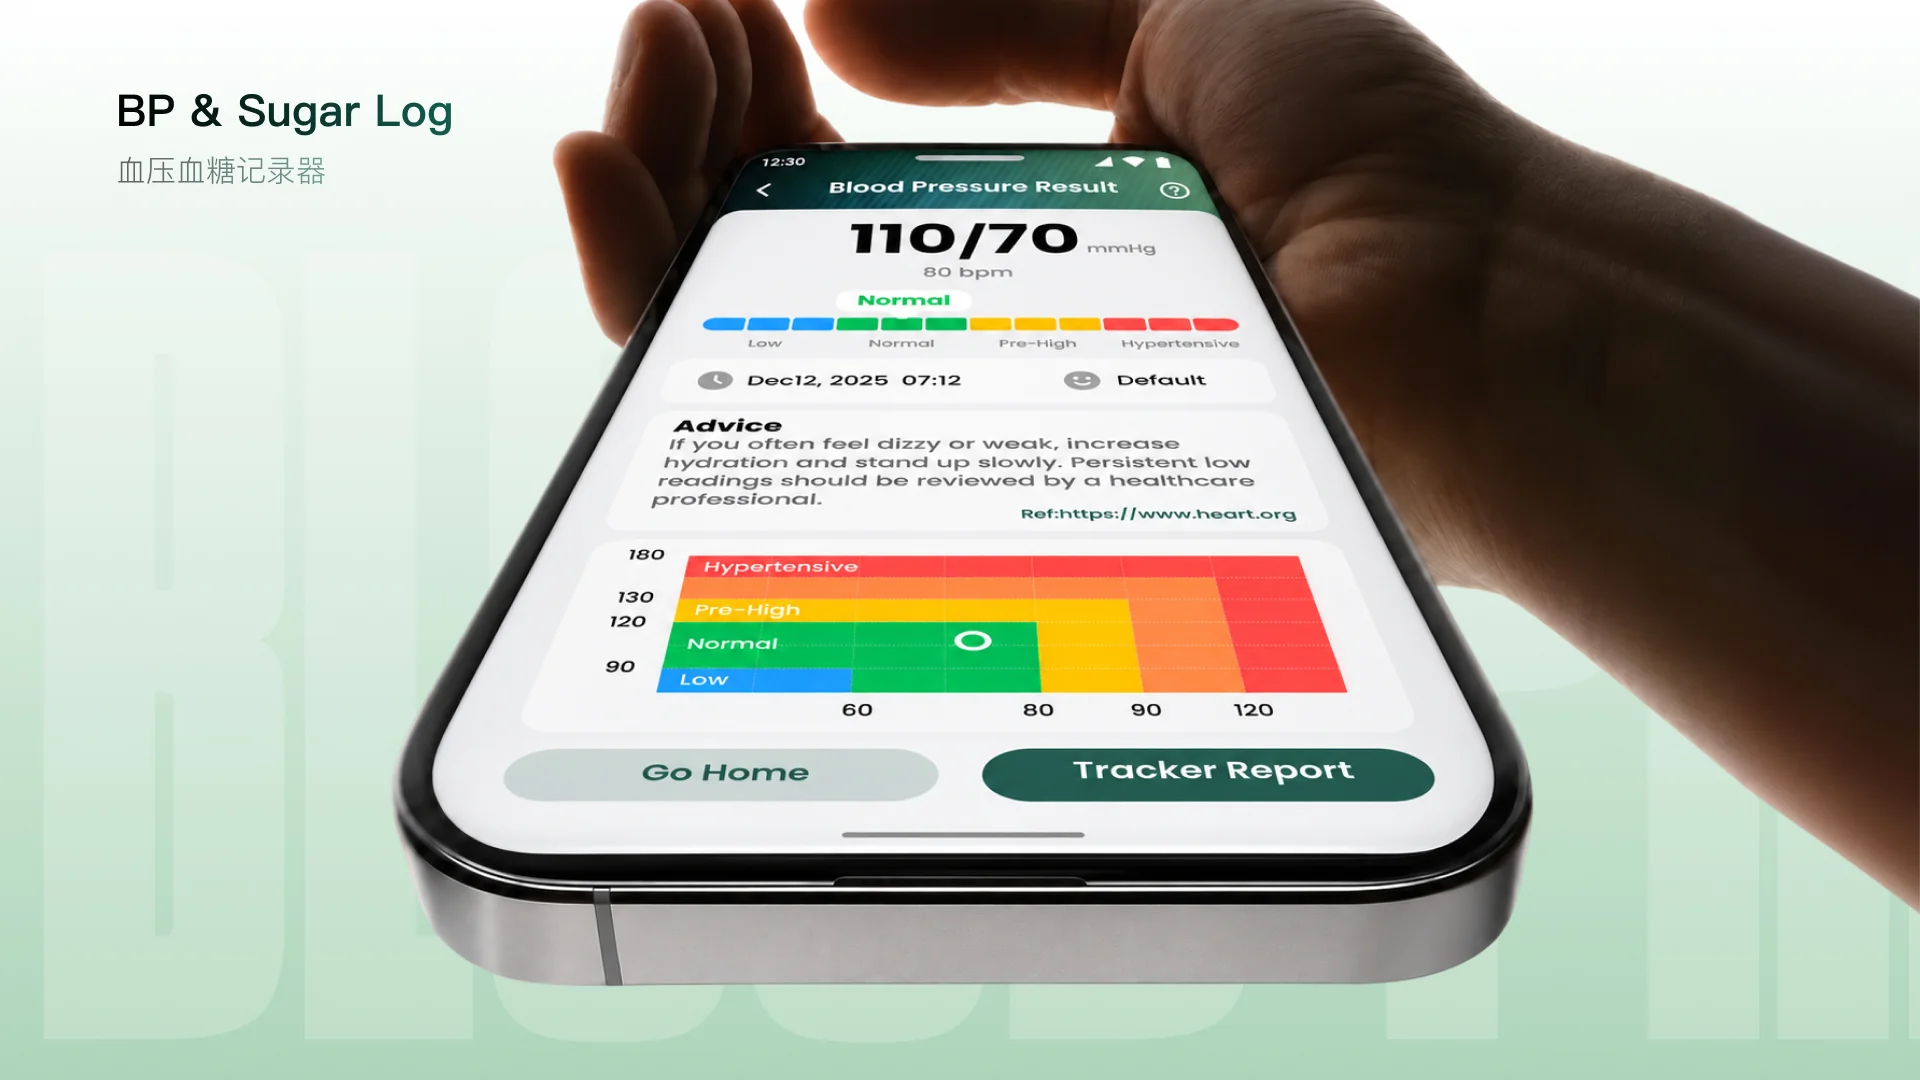 BP & Sugar Log
血压血糖记录器
12:30
Blood Pressure Result
110/70 mmHg
80 bpm
Normal
Low Normal Pre-High Hypertensive
Dec12, 2025 07:12 Default
Advice
If you often feel dizzy or weak, increase
hydration and stand up slowly. Persistent low
readings should be reviewed by a healthcare
professional.
Ref:https://www.heart.org
180
Hypertensive
130
Pre-High
120
Normal
90
Low
60 80 90 120
Go Home Tracker Report